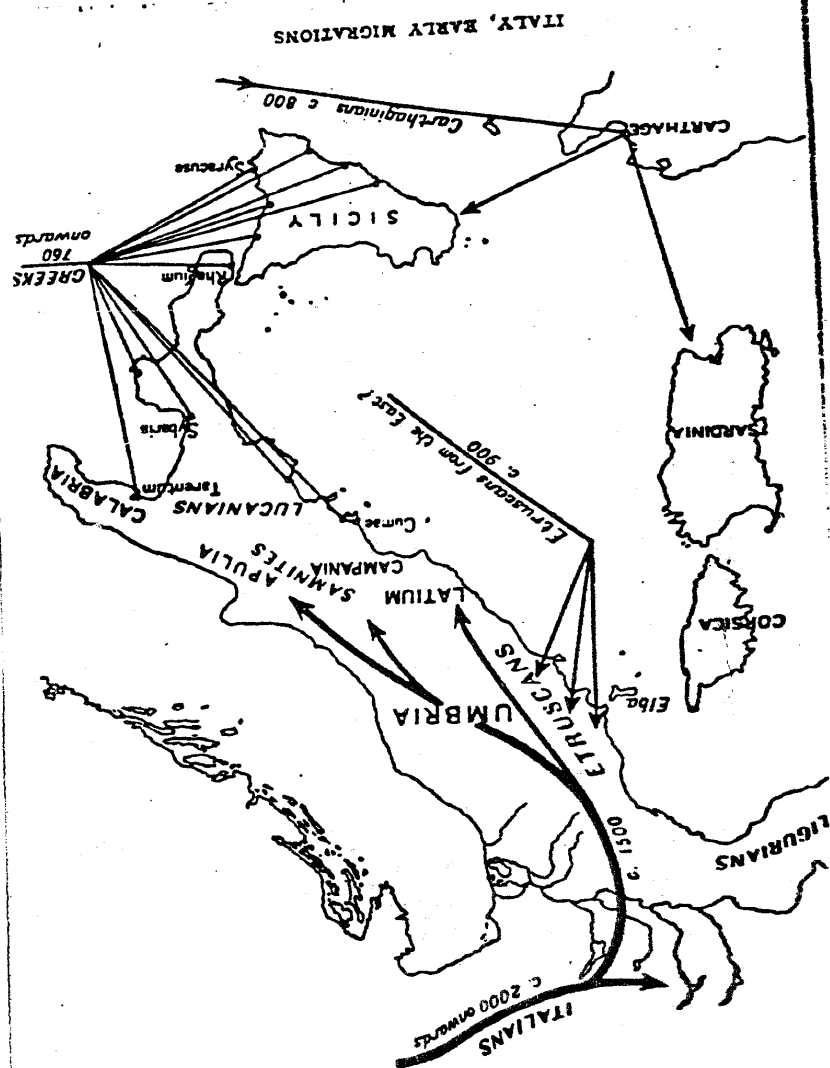 ITALIANS
c. 2000 onwards
LIGURIANS
c. 1500
ETRUSCANS
Elba
UMBRIA
CORSICA
LATIUM
CAMPANIA
SAMNITES
APULIA
Cumae
LUCANIANS
CALABRIA
Tarentum
SARDINIA
Etruscans from the East?
c. 900
Sybaris
GREEKS
760
onwards
Rhegium
SICILY
Syracuse
CARTHAGE
Carthaginians c 800
ITALY, EARLY MIGRATIONS